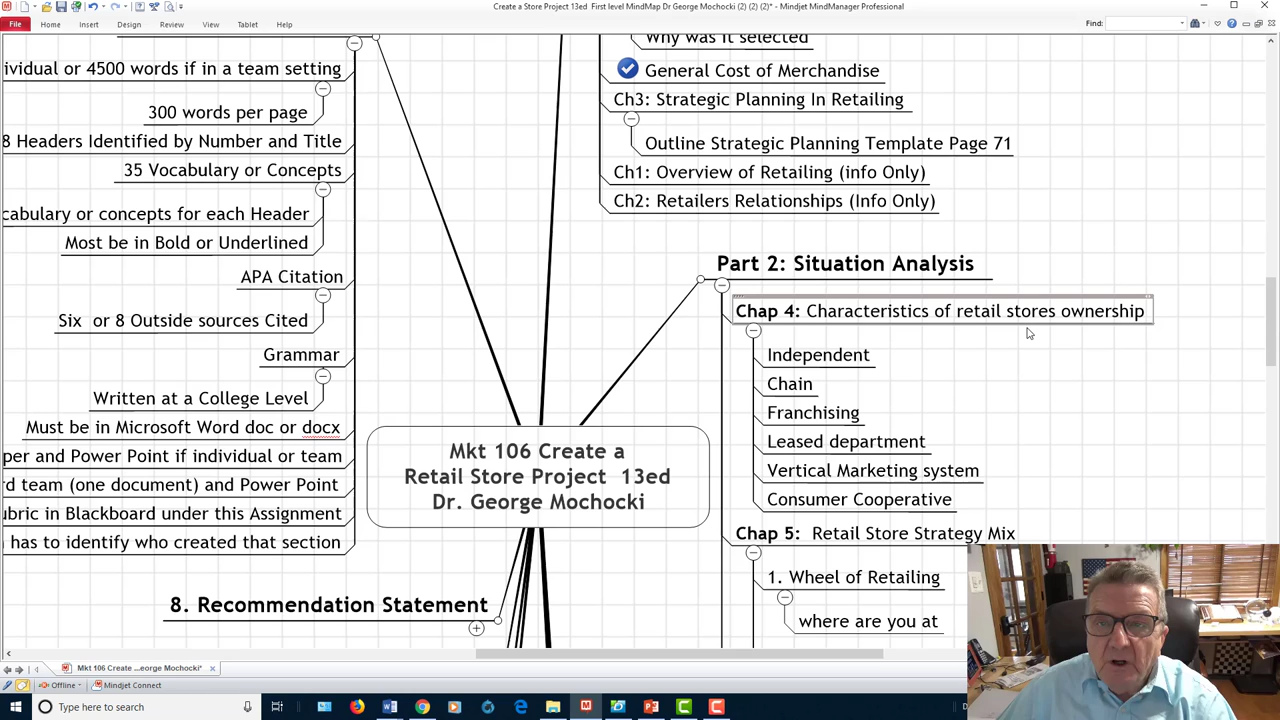 Create a Store Project 13ed First level MindMap Dr George Mochocki (2) (2) (2)* - Mindjet MindManager Professional
File
Home
Insert
Design
Review
View
Tablet
Help
Find:
ividual or 4500 words if in a team setting
300 words per page
8 Headers Identified by Number and Title
35 Vocabulary or Concepts
cabulary or concepts for each Header
Most be in Bold or Underlined
APA Citation
Six or 8 Outside sources Cited
Grammar
Written at a College Level
Must be in Microsoft Word doc or docx
per and Power Point if individual or team
d team (one document) and Power Point
ubric in Blackboard under this Assignment
has to identify who created that section
Why was it selected
General Cost of Merchandise
Ch3: Strategic Planning In Retailing
Outline Strategic Planning Template Page 71
Ch1: Overview of Retailing (info Only)
Ch2: Retailers Relationships (Info Only)
Part 2: Situation Analysis
Chap 4: Characteristics of retail stores ownership
Independent
Chain
Franchising
Leased department
Vertical Marketing system
Consumer Cooperative
Chap 5: Retail Store Strategy Mix
1. Wheel of Retailing
where are you at
Mkt 106 Create a
Retail Store Project 13ed
Dr. George Mochocki
8. Recommendation Statement
Mkt 106 Create ...eorge Mochocki*
Offline
Mindjet Connect
Type here to search